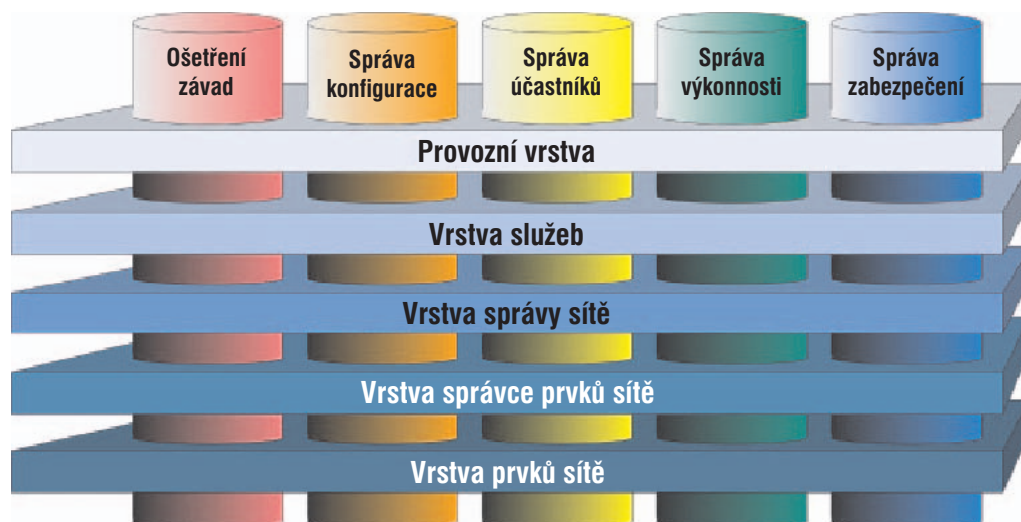 Ošetření
závad
Správa
konfigurace
Správa
účastníků
Správa
výkonnosti
Správa
zabezpečení
Provozní vrstva
Vrstva služeb
Vrstva správy sítě
Vrstva správce prvků sítě
Vrstva prvků sítě